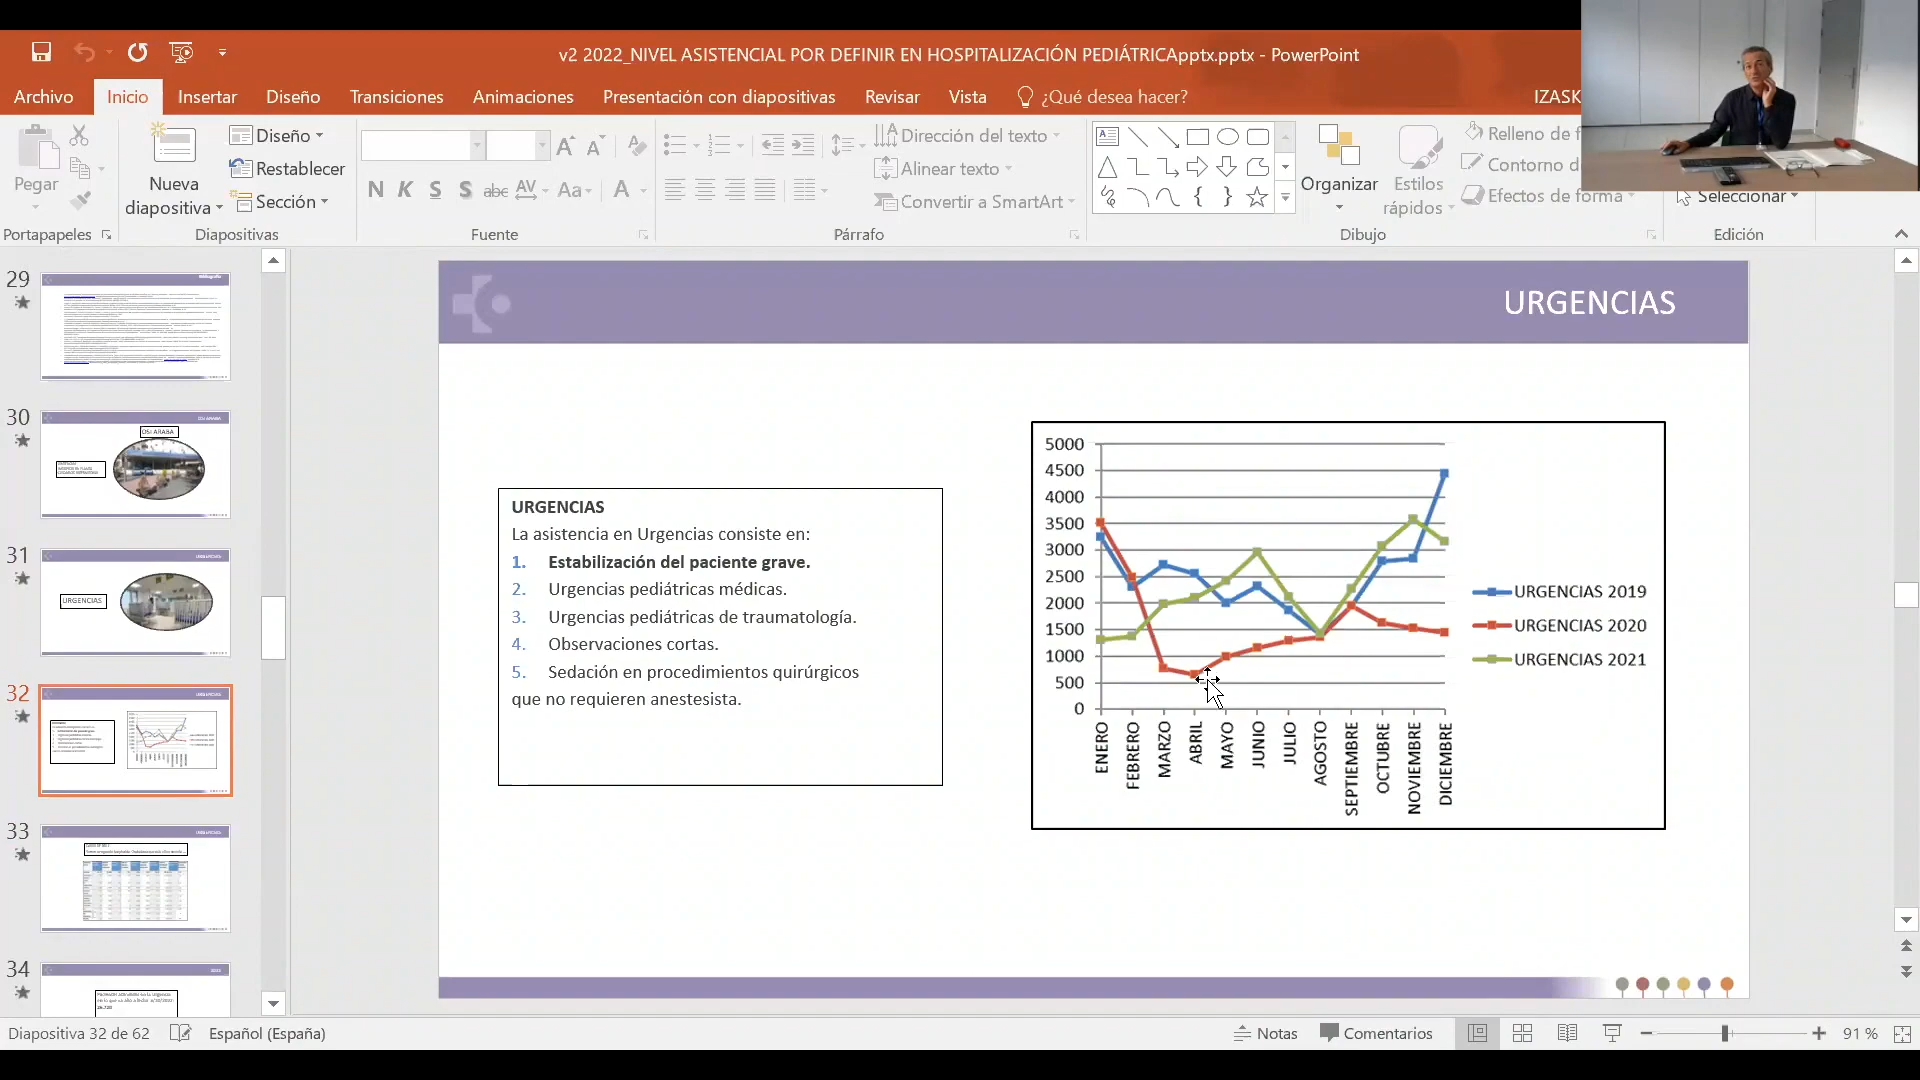 v2 2022_NIVEL ASISTENCIAL POR DEFINIR EN HOSPITALIZACIÓN PEDIÁTRICApptx.pptx - PowerPoint
Archivo Inicio Insertar Diseño Transiciones Animaciones Presentación con diapositivas Revisar Vista ¿Qué desea hacer? IZASK
Pegar
Portapapeles
Nueva diapositiva
Diseño
Restablecer
Sección
Diapositivas
N K S S abc AV Aa A
Fuente
Dirección del texto
Alinear texto
Convertir a SmartArt
Párrafo
Organizar
Estilos rápidos
Relleno de f
Contorno d
Efectos de forma
Dibujo
Seleccionar
Edición
29
30
OSI ARABA
31
URGENCIAS
32
33
34
URGENCIAS
URGENCIAS
La asistencia en Urgencias consiste en:
1. Estabilización del paciente grave.
2. Urgencias pediátricas médicas.
3. Urgencias pediátricas de traumatología.
4. Observaciones cortas.
5. Sedación en procedimientos quirúrgicos
que no requieren anestesista.
5000
4500
4000
3500
3000
2500
2000
1500
1000
500
0
ENERO
FEBRERO
MARZO
ABRIL
MAYO
JUNIO
JULIO
AGOSTO
SEPTIEMBRE
OCTUBRE
NOVIEMBRE
DICIEMBRE
URGENCIAS 2019
URGENCIAS 2020
URGENCIAS 2021
Diapositiva 32 de 62 Español (España) Notas Comentarios 91 %